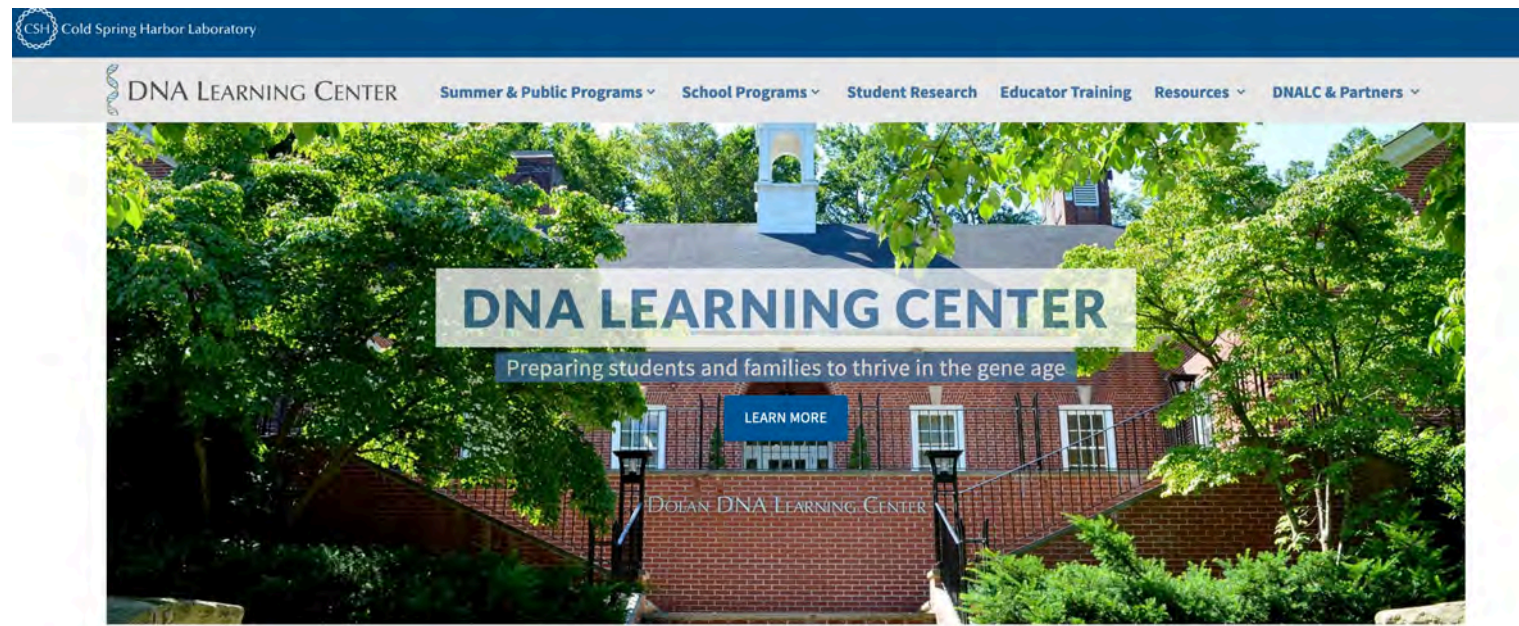 CSH Cold Spring Harbor Laboratory
DNA LEARNING CENTER Summer & Public Programs School Programs Student Research Educator Training Resources DNALC & Partners
DNA LEARNING CENTER
Preparing students and families to thrive in the gene age
LEARN MORE
DOLAN DNA LEARNING CENTER